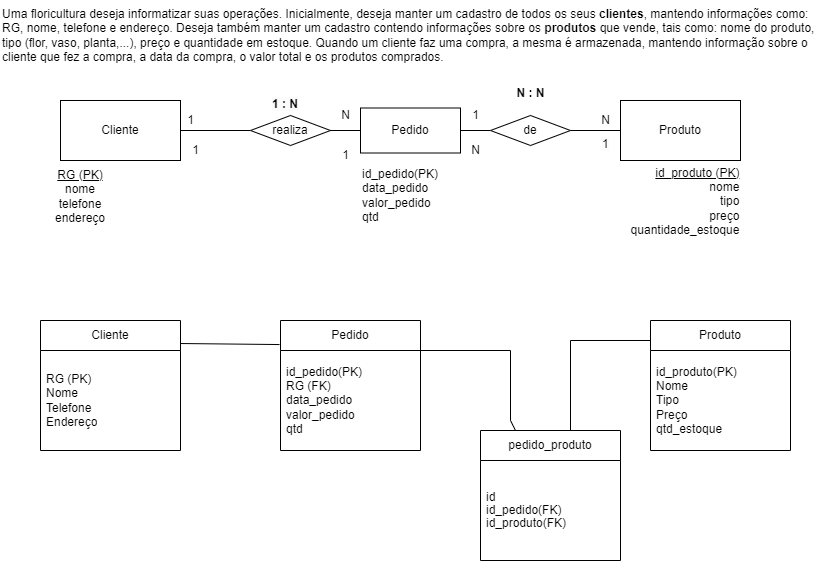 Uma floricultura deseja informatizar suas operações. Inicialmente, deseja manter um cadastro de todos os seus clientes, mantendo informações como:
RG, nome, telefone e endereço. Deseja também manter um cadastro contendo informações sobre os produtos que vende, tais como: nome do produto,
tipo (flor, vaso, planta,...), preço e quantidade em estoque. Quando um cliente faz uma compra, a mesma é armazenada, mantendo informação sobre o
cliente que fez a compra, a data da compra, o valor total e os produtos comprados.
N : N
1 : N
1
N
1
N
Cliente
realiza
Pedido
de
Produto
1
1
N
1
RG (PK)
nome
telefone
endereço
id_pedido(PK)
data_pedido
valor_pedido
qtd
id_produto (PK)
nome
tipo
preço
quantidade_estoque
Cliente
RG (PK)
Nome
Telefone
Endereço
Pedido
id_pedido(PK)
RG (FK)
data_pedido
valor_pedido
qtd
Produto
id_produto(PK)
Nome
Tipo
Preço
qtd_estoque
pedido_produto
id
id_pedido(FK)
id_produto(FK)